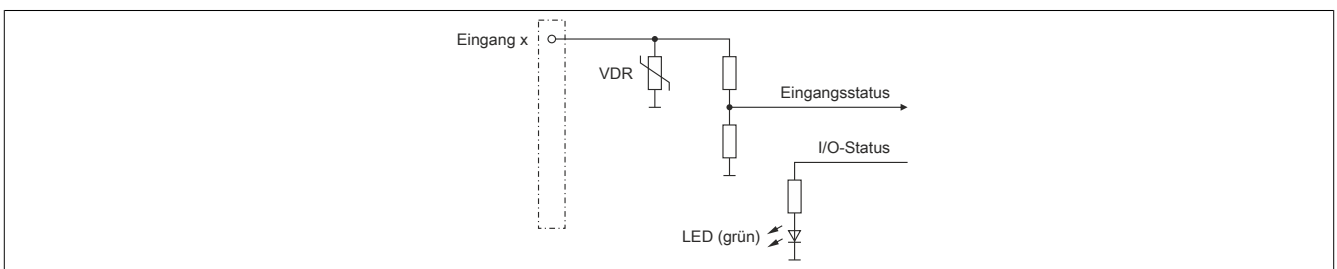 Eingang x
VDR
Eingangsstatus
I/O-Status
LED (grün)